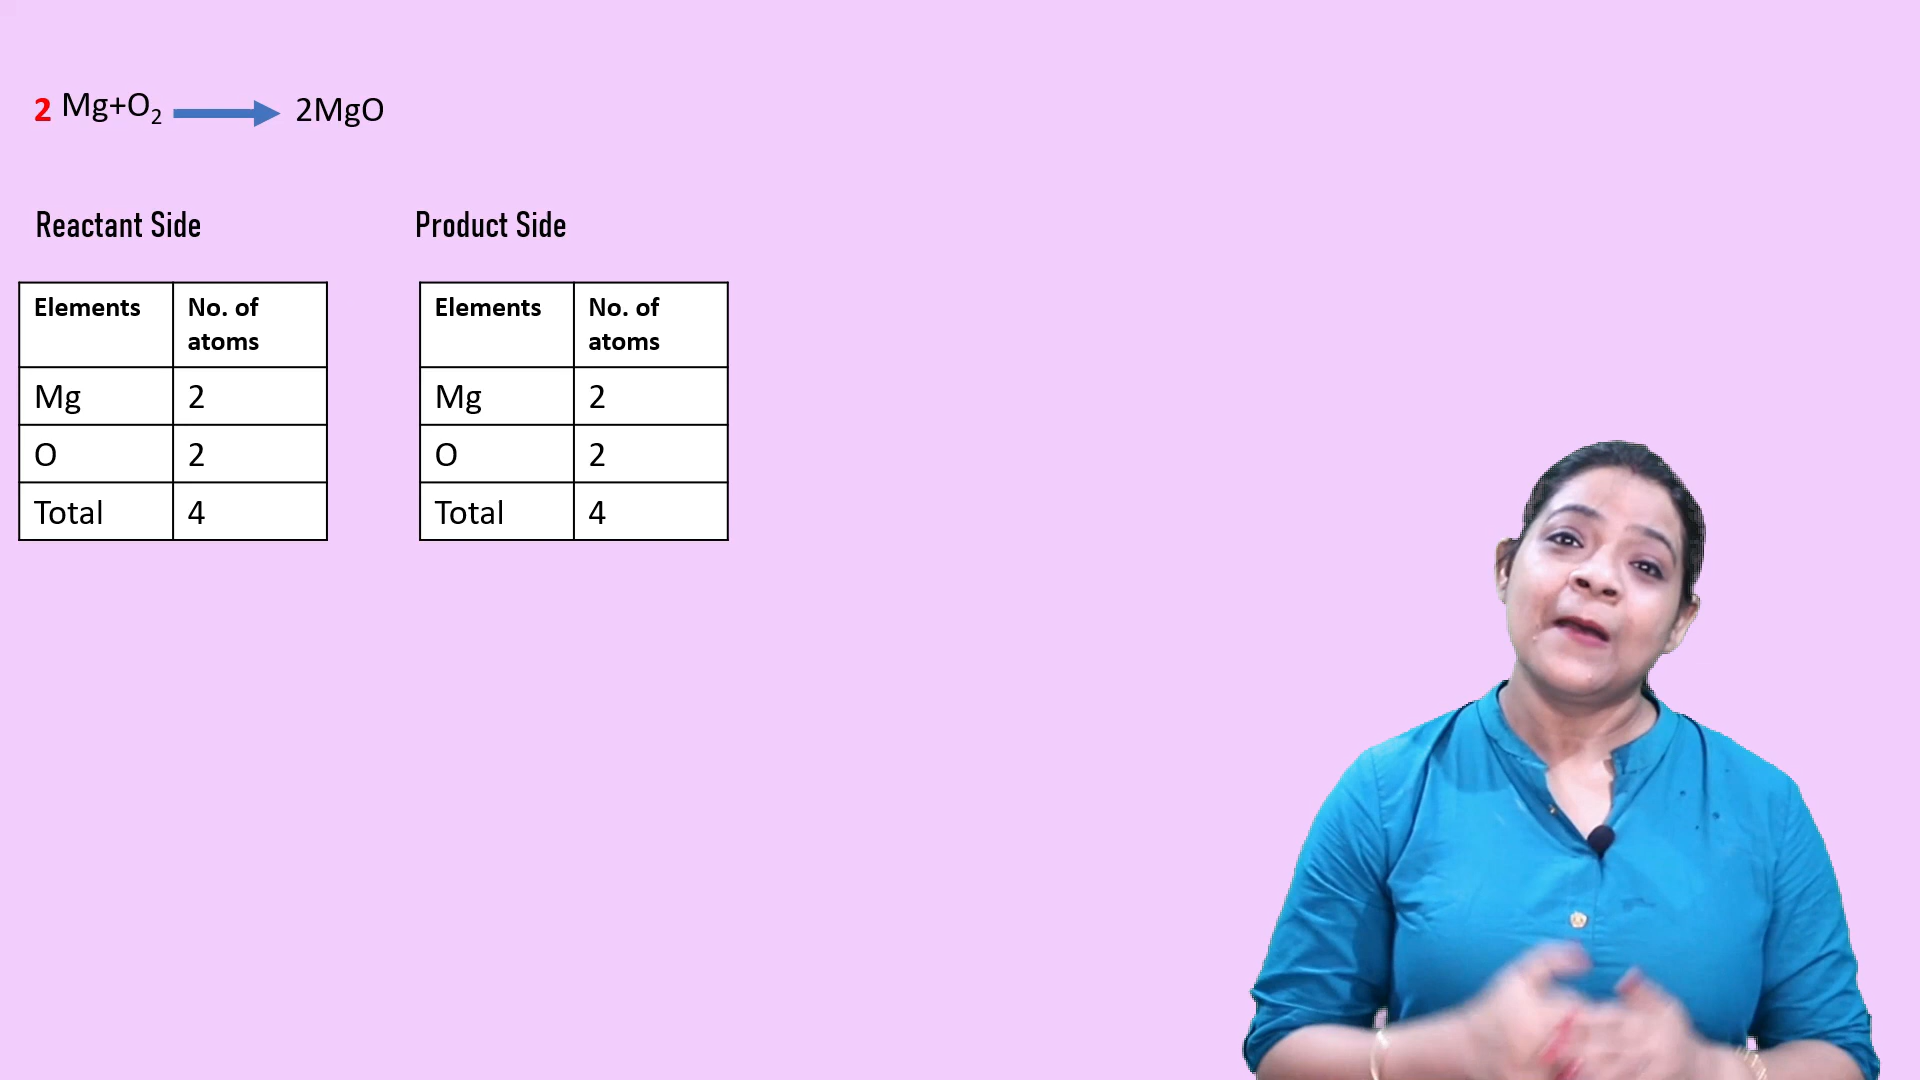 2 Mg+O₂ → 2MgO
Reactant Side
Product Side
Elements No. of atoms
Mg 2
O 2
Total 4
Elements No. of atoms
Mg 2
O 2
Total 4